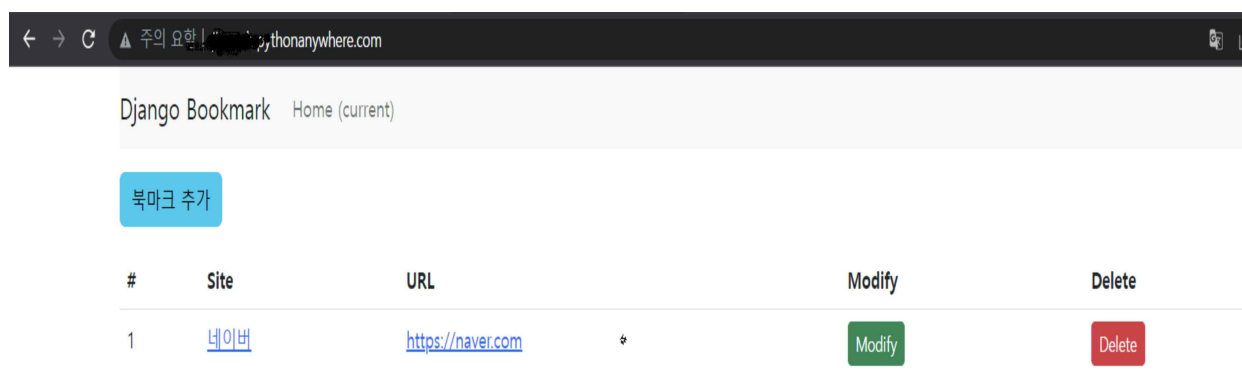 주의 요함 pythonanywhere.com
Django Bookmark Home (current)
북마크 추가
# Site URL Modify Delete
1 네이버 https://naver.com Modify Delete